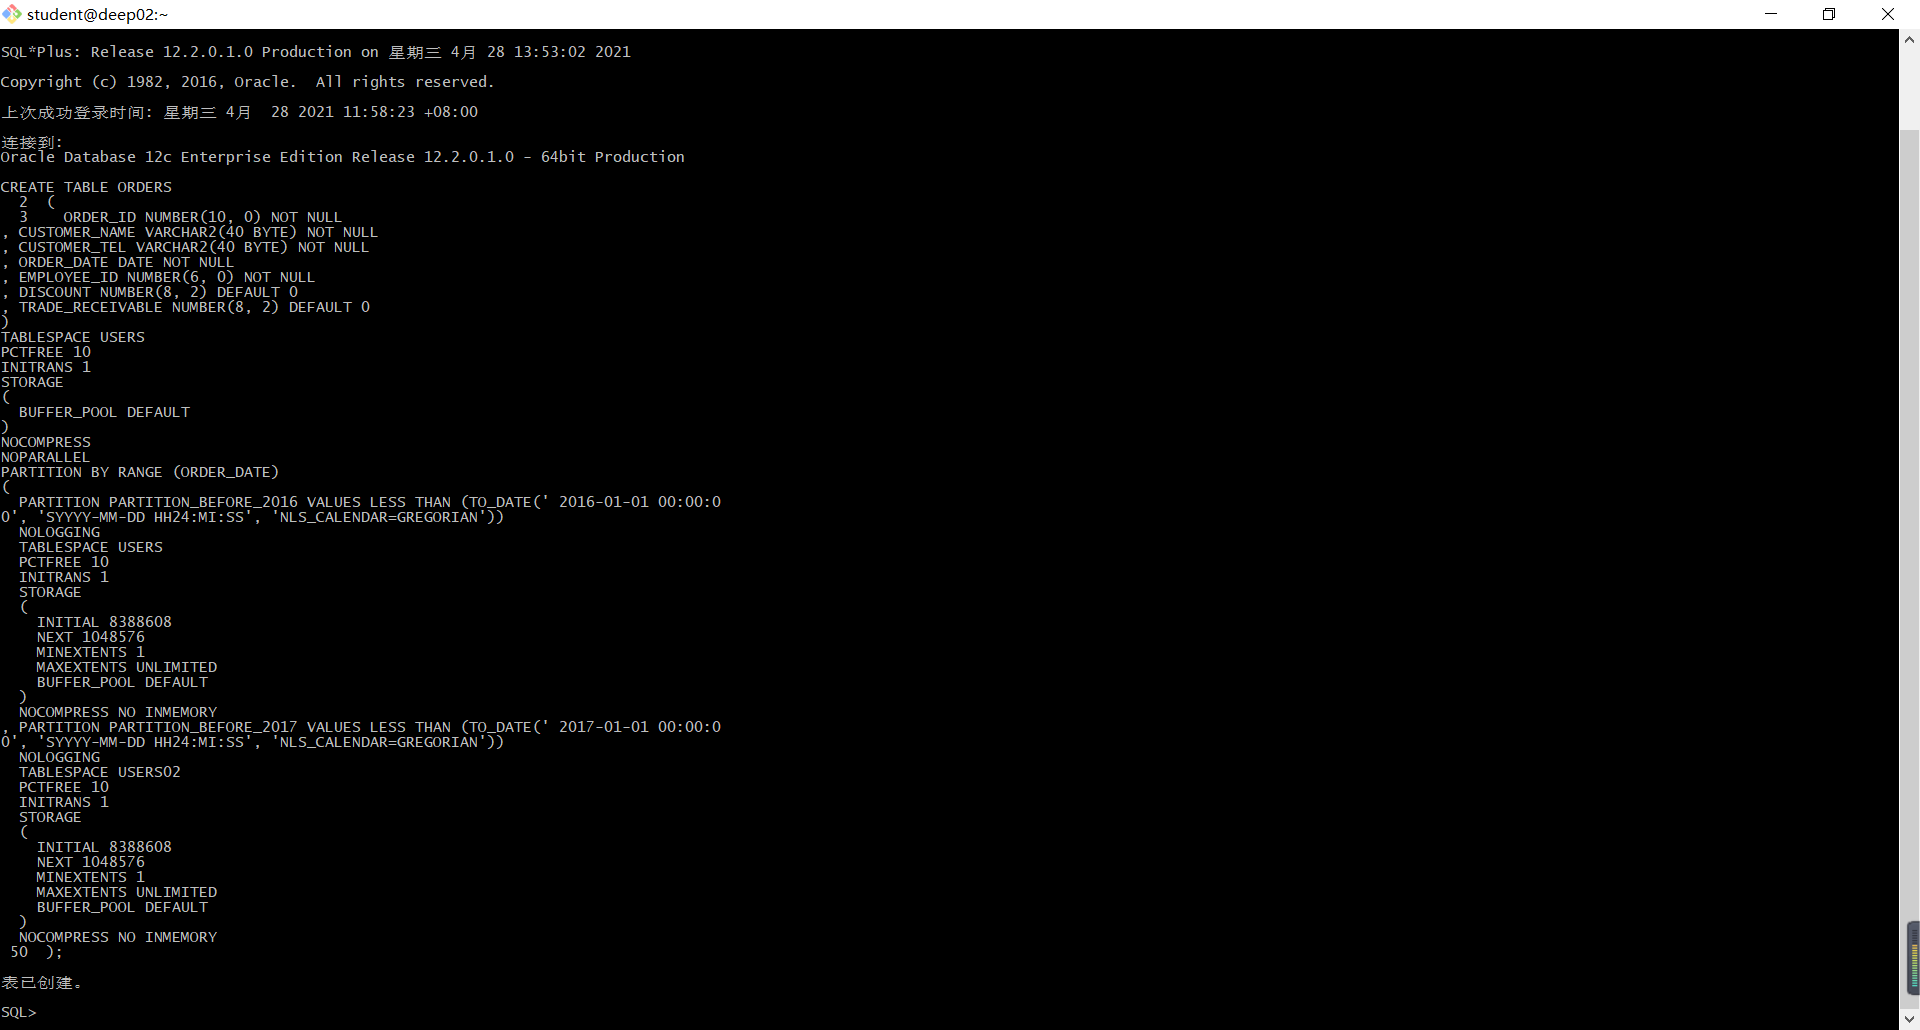 student@deep02:~
SQL*Plus: Release 12.2.0.1.0 Production on 星期三 4月 28 13:53:02 2021
Copyright (c) 1982, 2016, Oracle.  All rights reserved.
上次成功登录时间: 星期三 4月  28 2021 11:58:23 +08:00
连接到:
Oracle Database 12c Enterprise Edition Release 12.2.0.1.0 - 64bit Production
CREATE TABLE ORDERS
  2  (
  3    ORDER_ID NUMBER(10, 0) NOT NULL
, CUSTOMER_NAME VARCHAR2(40 BYTE) NOT NULL
, CUSTOMER_TEL VARCHAR2(40 BYTE) NOT NULL
, ORDER_DATE DATE NOT NULL
, EMPLOYEE_ID NUMBER(6, 0) NOT NULL
, DISCOUNT NUMBER(8, 2) DEFAULT 0
, TRADE_RECEIVABLE NUMBER(8, 2) DEFAULT 0
)
TABLESPACE USERS
PCTFREE 10
INITRANS 1
STORAGE
(
  BUFFER_POOL DEFAULT
)
NOCOMPRESS
NOPARALLEL
PARTITION BY RANGE (ORDER_DATE)
(
  PARTITION PARTITION_BEFORE_2016 VALUES LESS THAN (TO_DATE(' 2016-01-01 00:00:0
0', 'SYYYY-MM-DD HH24:MI:SS', 'NLS_CALENDAR=GREGORIAN'))
  NOLOGGING
  TABLESPACE USERS
  PCTFREE 10
  INITRANS 1
  STORAGE
  (
    INITIAL 8388608
    NEXT 1048576
    MINEXTENTS 1
    MAXEXTENTS UNLIMITED
    BUFFER_POOL DEFAULT
  )
  NOCOMPRESS NO INMEMORY
, PARTITION PARTITION_BEFORE_2017 VALUES LESS THAN (TO_DATE(' 2017-01-01 00:00:0
0', 'SYYYY-MM-DD HH24:MI:SS', 'NLS_CALENDAR=GREGORIAN'))
  NOLOGGING
  TABLESPACE USERS02
  PCTFREE 10
  INITRANS 1
  STORAGE
  (
    INITIAL 8388608
    NEXT 1048576
    MINEXTENTS 1
    MAXEXTENTS UNLIMITED
    BUFFER_POOL DEFAULT
  )
  NOCOMPRESS NO INMEMORY
 50  );
表已创建。
SQL>